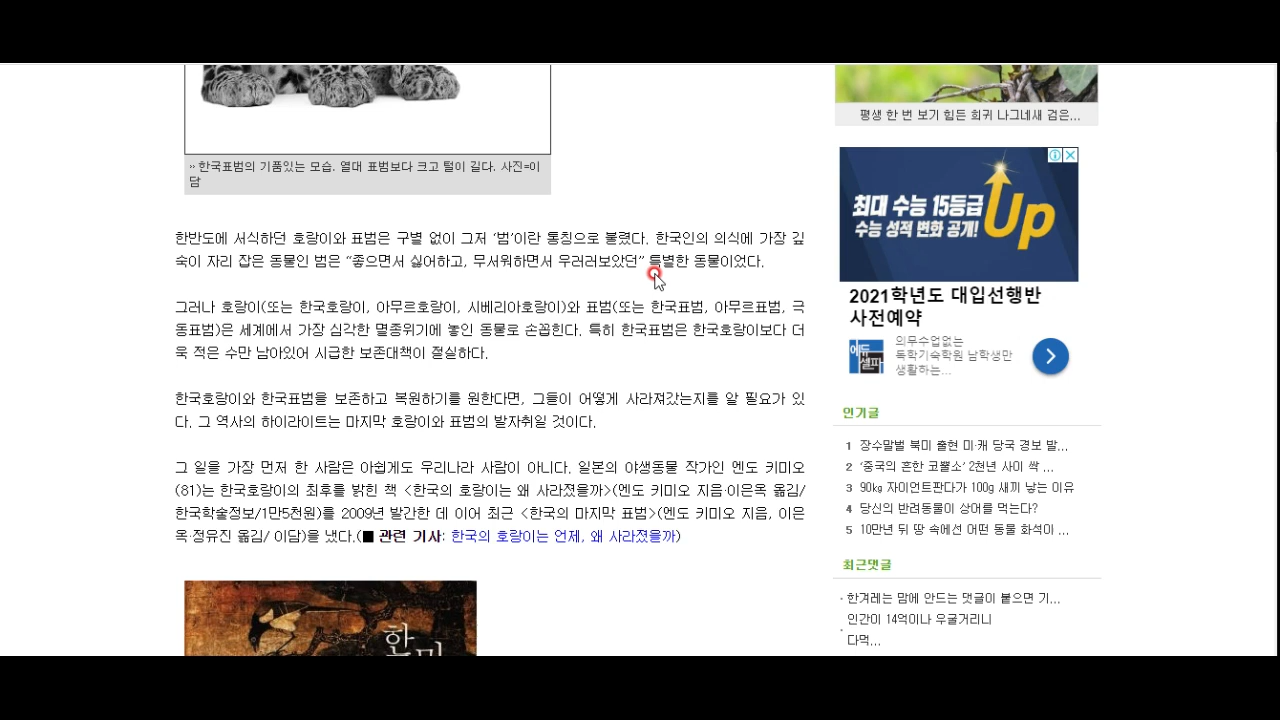 » 한국표범의 기품있는 모습. 열대 표범보다 크고 털이 길다. 사진=이
담
한반도에 서식하던 호랑이와 표범은 구별 없이 그저 ‘범’이란 통칭으로 불렸다. 한국인의 의식에 가장 깊
숙이 자리 잡은 동물인 범은 “좋으면서 싫어하고, 무서워하면서 우러러보았던” 특별한 동물이었다.
그러나 호랑이(또는 한국호랑이, 아무르호랑이, 시베리아호랑이)와 표범(또는 한국표범, 아무르표범, 극
동표범)은 세계에서 가장 심각한 멸종위기에 놓인 동물로 손꼽힌다. 특히 한국표범은 한국호랑이보다 더
욱 적은 수만 남아있어 시급한 보존대책이 절실하다.
한국호랑이와 한국표범을 보존하고 복원하기를 원한다면, 그들이 어떻게 사라져갔는지를 알 필요가 있
다. 그 역사의 하이라이트는 마지막 호랑이와 표범의 발자취일 것이다.
그 일을 가장 먼저 한 사람은 아쉽게도 우리나라 사람이 아니다. 일본의 야생동물 작가인 엔도 키미오
(81)는 한국호랑이의 최후를 밝힌 책 <한국의 호랑이는 왜 사라졌을까>(엔도 키미오 지음·이은옥 옮김/
한국학술정보/1만5천원)를 2009년 발간한 데 이어 최근 <한국의 마지막 표범>(엔도 키미오 지음, 이은
옥·정유진 옮김/ 이담)을 냈다.(■ 관련 기사: 한국의 호랑이는 언제, 왜 사라졌을까)
한
평생 한 번 보기 힘든 희귀 나그네새 검은...
최대 수능 15등급
수능 성적 변화 공개!
Up
2021학년도 대입선행반
사전예약
에듀
셀파
의무수업없는
독학기숙학원 남학생만
생활하는...
인기글
1 장수말벌 북미 출현 미·캐 당국 경보 발...
2 ‘중국의 흔한 코뿔소’ 2천년 사이 싹 ...
3 90㎏ 자이언트판다가 100g 새끼 낳는 이유
4 당신의 반려동물이 상어를 먹는다?
5 10만년 뒤 땅 속에선 어떤 동물 화석이 ...
최근댓글
· 한겨레는 맘에 안드는 댓글이 붙으면 기...
· 인간이 14억이나 우굴거리니
다먹...